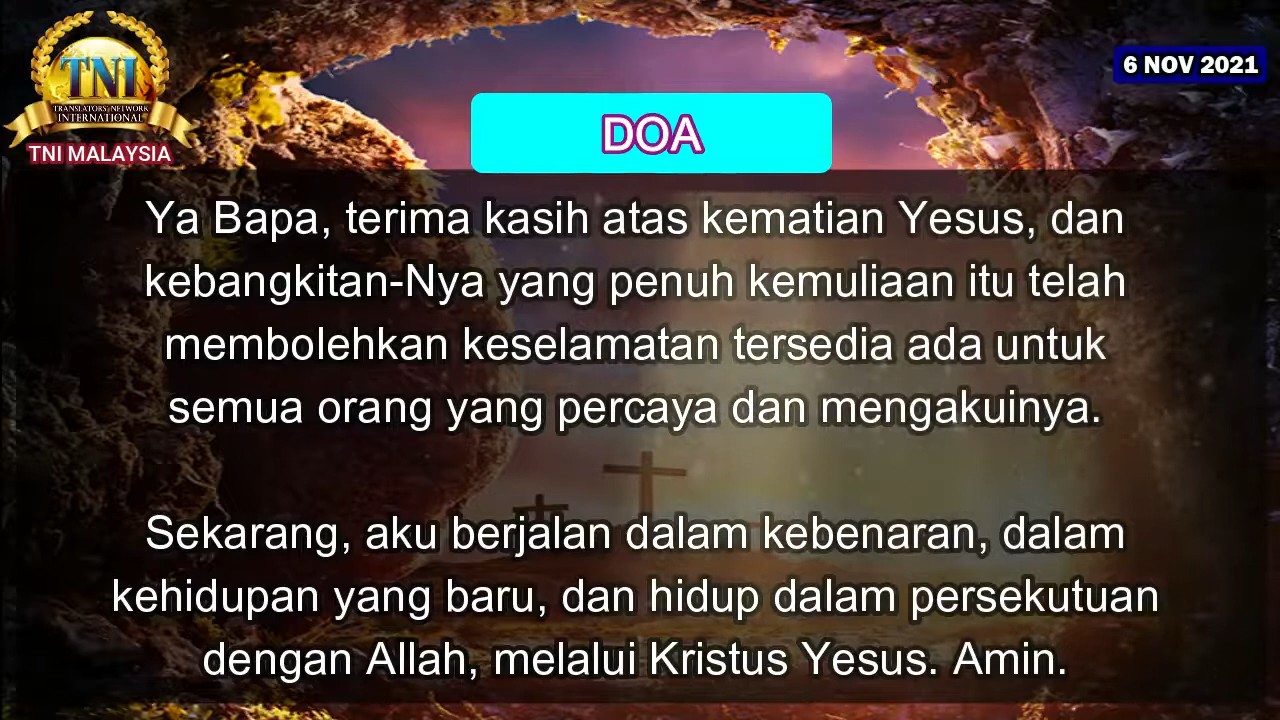 TNI
TRANSLATORS' NETWORK
INTERNATIONAL
TNI MALAYSIA
6 NOV 2021
DOA
Ya Bapa, terima kasih atas kematian Yesus, dan
kebangkitan-Nya yang penuh kemuliaan itu telah
membolehkan keselamatan tersedia ada untuk
semua orang yang percaya dan mengakuinya.
Sekarang, aku berjalan dalam kebenaran, dalam
kehidupan yang baru, dan hidup dalam persekutuan
dengan Allah, melalui Kristus Yesus. Amin.